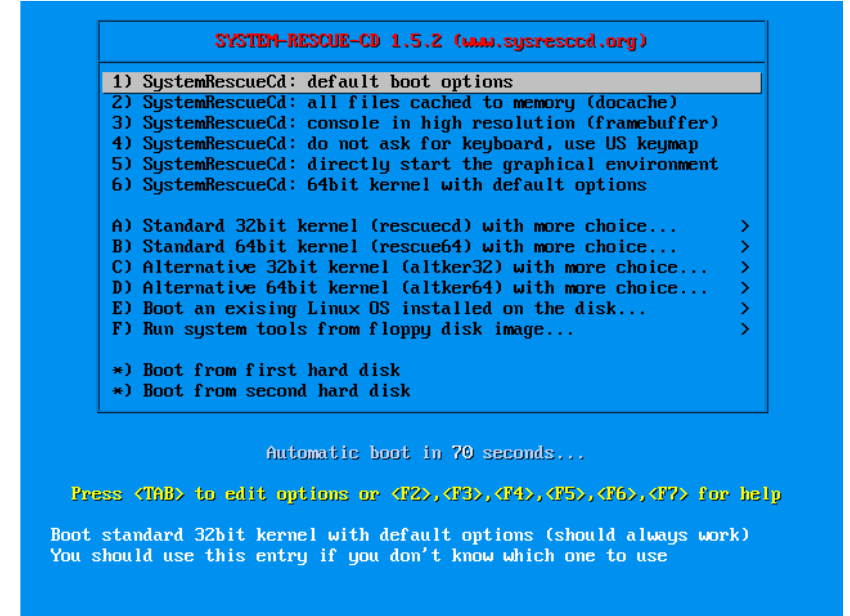 SYSTEM-RESCUE-CD 1.5.2 (www.sysresccd.org)
1) SystemRescueCd: default boot options
2) SystemRescueCd: all files cached to memory (docache)
3) SystemRescueCd: console in high resolution (framebuffer)
4) SystemRescueCd: do not ask for keyboard, use US keymap
5) SystemRescueCd: directly start the graphical environment
6) SystemRescueCd: 64bit kernel with default options
A) Standard 32bit kernel (rescuecd) with more choice... >
B) Standard 64bit kernel (rescue64) with more choice... >
C) Alternative 32bit kernel (altker32) with more choice... >
D) Alternative 64bit kernel (altker64) with more choice... >
E) Boot an exising Linux OS installed on the disk... >
F) Run system tools from floppy disk image... >
*) Boot from first hard disk
*) Boot from second hard disk
Automatic boot in 70 seconds...
Press <TAB> to edit options or <F2>,<F3>,<F4>,<F5>,<F6>,<F7> for help
Boot standard 32bit kernel with default options (should always work)
You should use this entry if you don't know which one to use